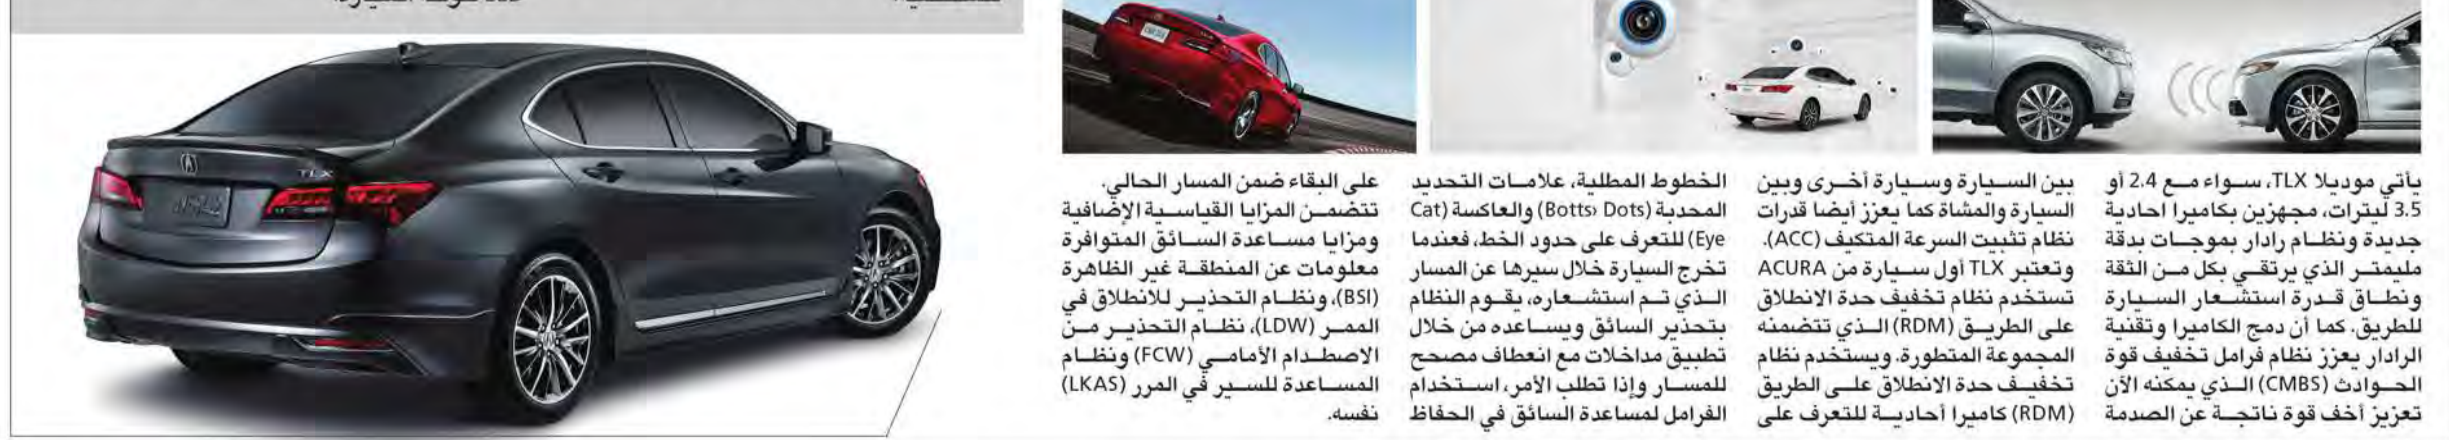 يأتي موديلا TLX، سواء مع 2.4 أو
3.5 ليترات، مجهزين بكاميرا احادية
جديدة ونظام رادار بموجات بدقة
مليمتر الذي يرتقي بكل من الثقة
ونطاق قدرة استشعار السيارة
للطريق. كما أن دمج الكاميرا وتقنية
الرادار يعزز نظام فرامل تخفيف قوة
الحوادث (CMBS) الذي يمكنه الآن
تعزيز أخف قوة ناتجة عن الصدمة
بين السيارة وسيارة أخرى وبين
السيارة والمشاة كما يعزز أيضا قدرات
نظام تثبيت السرعة المتكيف (ACC).
وتعتبر TLX أول سيارة من ACURA
تستخدم نظام تخفيف حدة الانطلاق
على الطريق (RDM) الذي تتضمنه
المجموعة المتطورة. ويستخدم نظام
تخفيف حدة الانطلاق على الطريق
(RDM) كاميرا أحادية للتعرف على
الخطوط المطلية، علامات التحديد
المحدبة (Botts› Dots) والعاكسة (Cat
Eye) للتعرف على حدود الخط، فعندما
تخرج السيارة خلال سيرها عن المسار
الذي تم استشعاره، يقوم النظام
بتحذير السائق ويساعده من خلال
تطبيق مداخلات مع انعطاف مصحح
للمسار وإذا تطلب الأمر، استخدام
الفرامل لمساعدة السائق في الحفاظ
على البقاء ضمن المسار الحالي.
تتضمن المزايا القياسية الإضافية
ومزايا مساعدة السائق المتوافرة
معلومات عن المنطقة غير الظاهرة
(BSI)، ونظام التحذير للانطلاق في
الممر (LDW)، نظام التحذير من
الاصطدام الأمامي (FCW) ونظام
المساعدة للسير في المرر (LKAS)
نفسه.
TLX